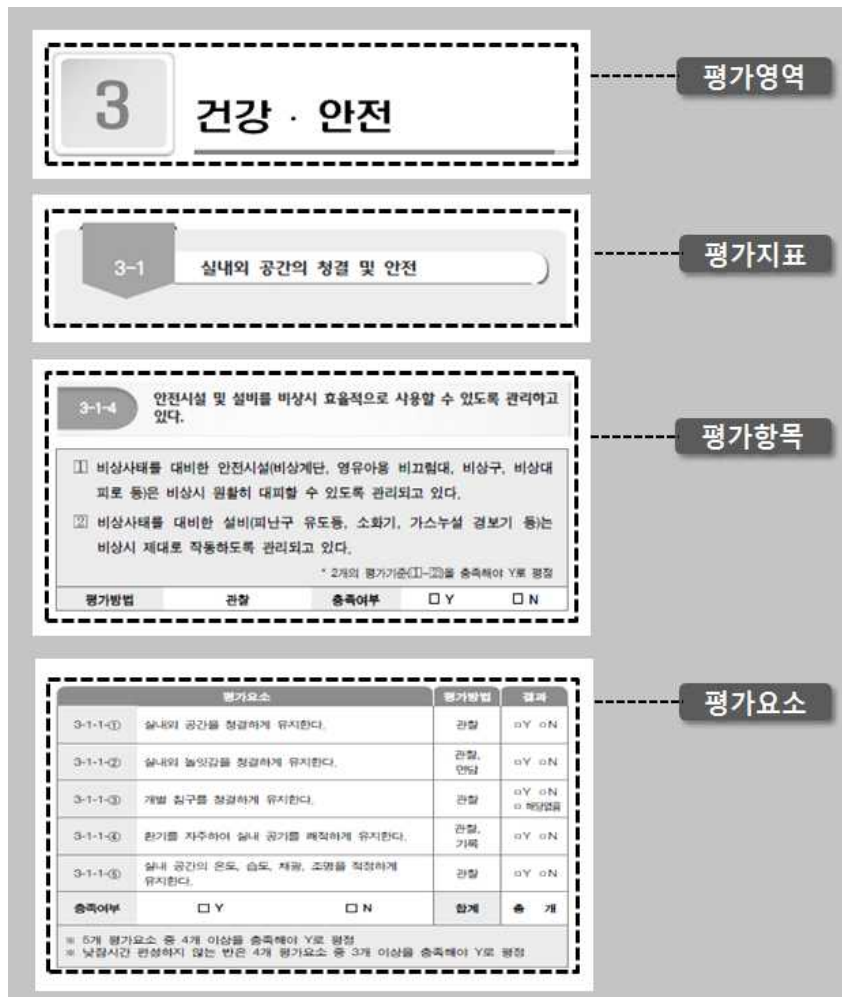 3
건강 · 안전
평가영역
3-1
실내외 공간의 청결 및 안전
평가지표
3-1-4
안전시설 및 설비를 비상시 효율적으로 사용할 수 있도록 관리하고
있다.
평가항목
① 비상사태를 대비한 안전시설(비상계단, 영유아용 비끄럼대, 비상구, 비상대
피로 등)은 비상시 원활히 대피할 수 있도록 관리되고 있다.
② 비상사태를 대비한 설비(피난구 유도등, 소화기, 가스누설 경보기 등)는
비상시 제대로 작동하도록 관리되고 있다.
* 2개의 평가기준(①-②)을 충족해야 Y로 평정
평가방법 관찰 충족여부 □ Y □ N
평가요소 평가방법 결과
평가요소
3-1-1-① 실내외 공간을 청결하게 유지한다. 관찰 ○Y ○N
3-1-1-② 실내외 놀잇감을 청결하게 유지한다. 관찰,
면담 ○Y ○N
3-1-1-③ 개별 침구를 청결하게 유지한다. 관찰 ○Y ○N
○ 해당없음
3-1-1-④ 환기를 자주하여 실내 공기를 쾌적하게 유지한다. 관찰,
기록 ○Y ○N
3-1-1-⑤ 실내 공간의 온도, 습도, 채광, 조명을 적정하게
유지한다. 관찰 ○Y ○N
충족여부 □ Y □ N 합계 총 개
※ 5개 평가요소 중 4개 이상을 충족해야 Y로 평정
※ 낮잠시간 편성하지 않는 반은 4개 평가요소 중 3개 이상을 충족해야 Y로 평정